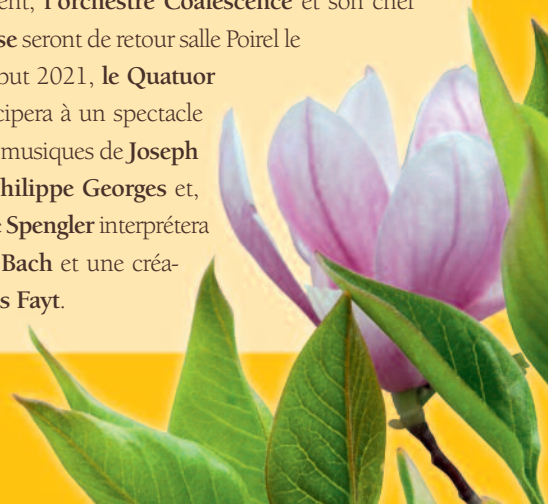 ent, l'orchestre Coalescence et son chef
se seront de retour salle Poirel le
but 2021, le Quatuor
cipera à un spectacle
musiques de Joseph
hilippe Georges et,
e Spengler interprétera
Bach et une créa-
s Fayt.